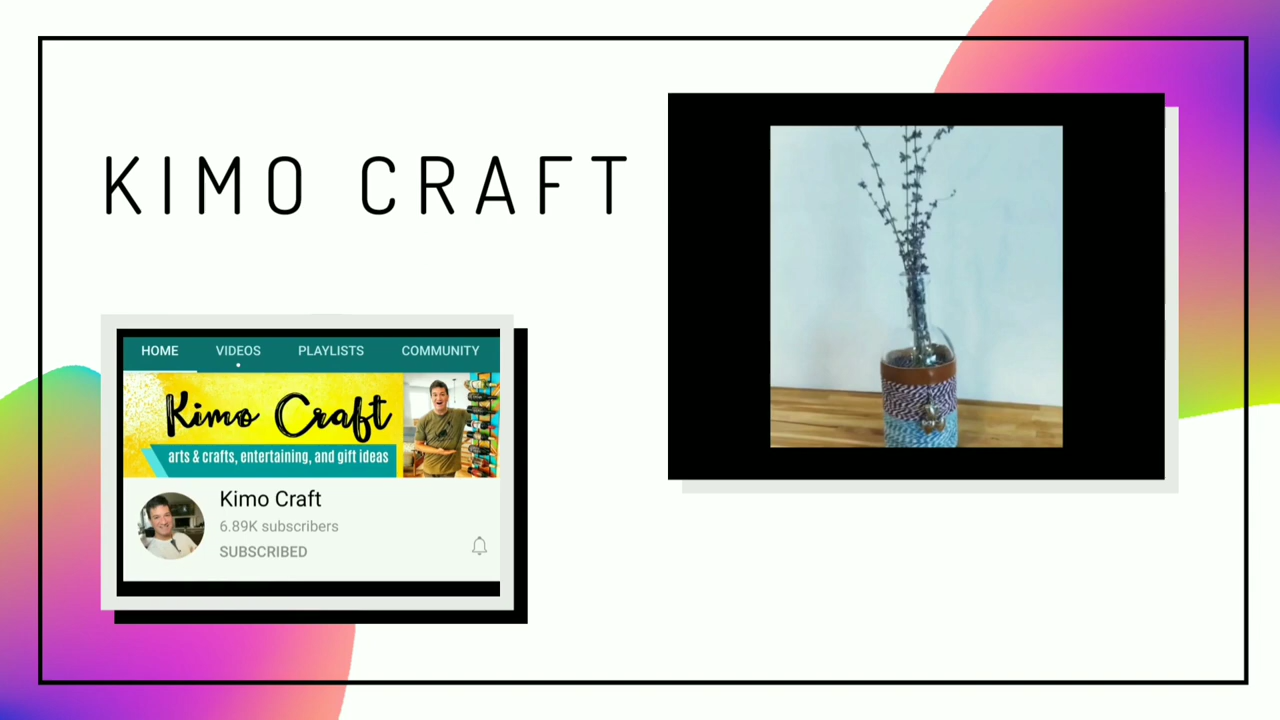 KIMO CRAFT
HOME VIDEOS PLAYLISTS COMMUNITY
Kimo Craft
arts & crafts, entertaining, and gift ideas
Kimo Craft
6.89K subscribers
SUBSCRIBED